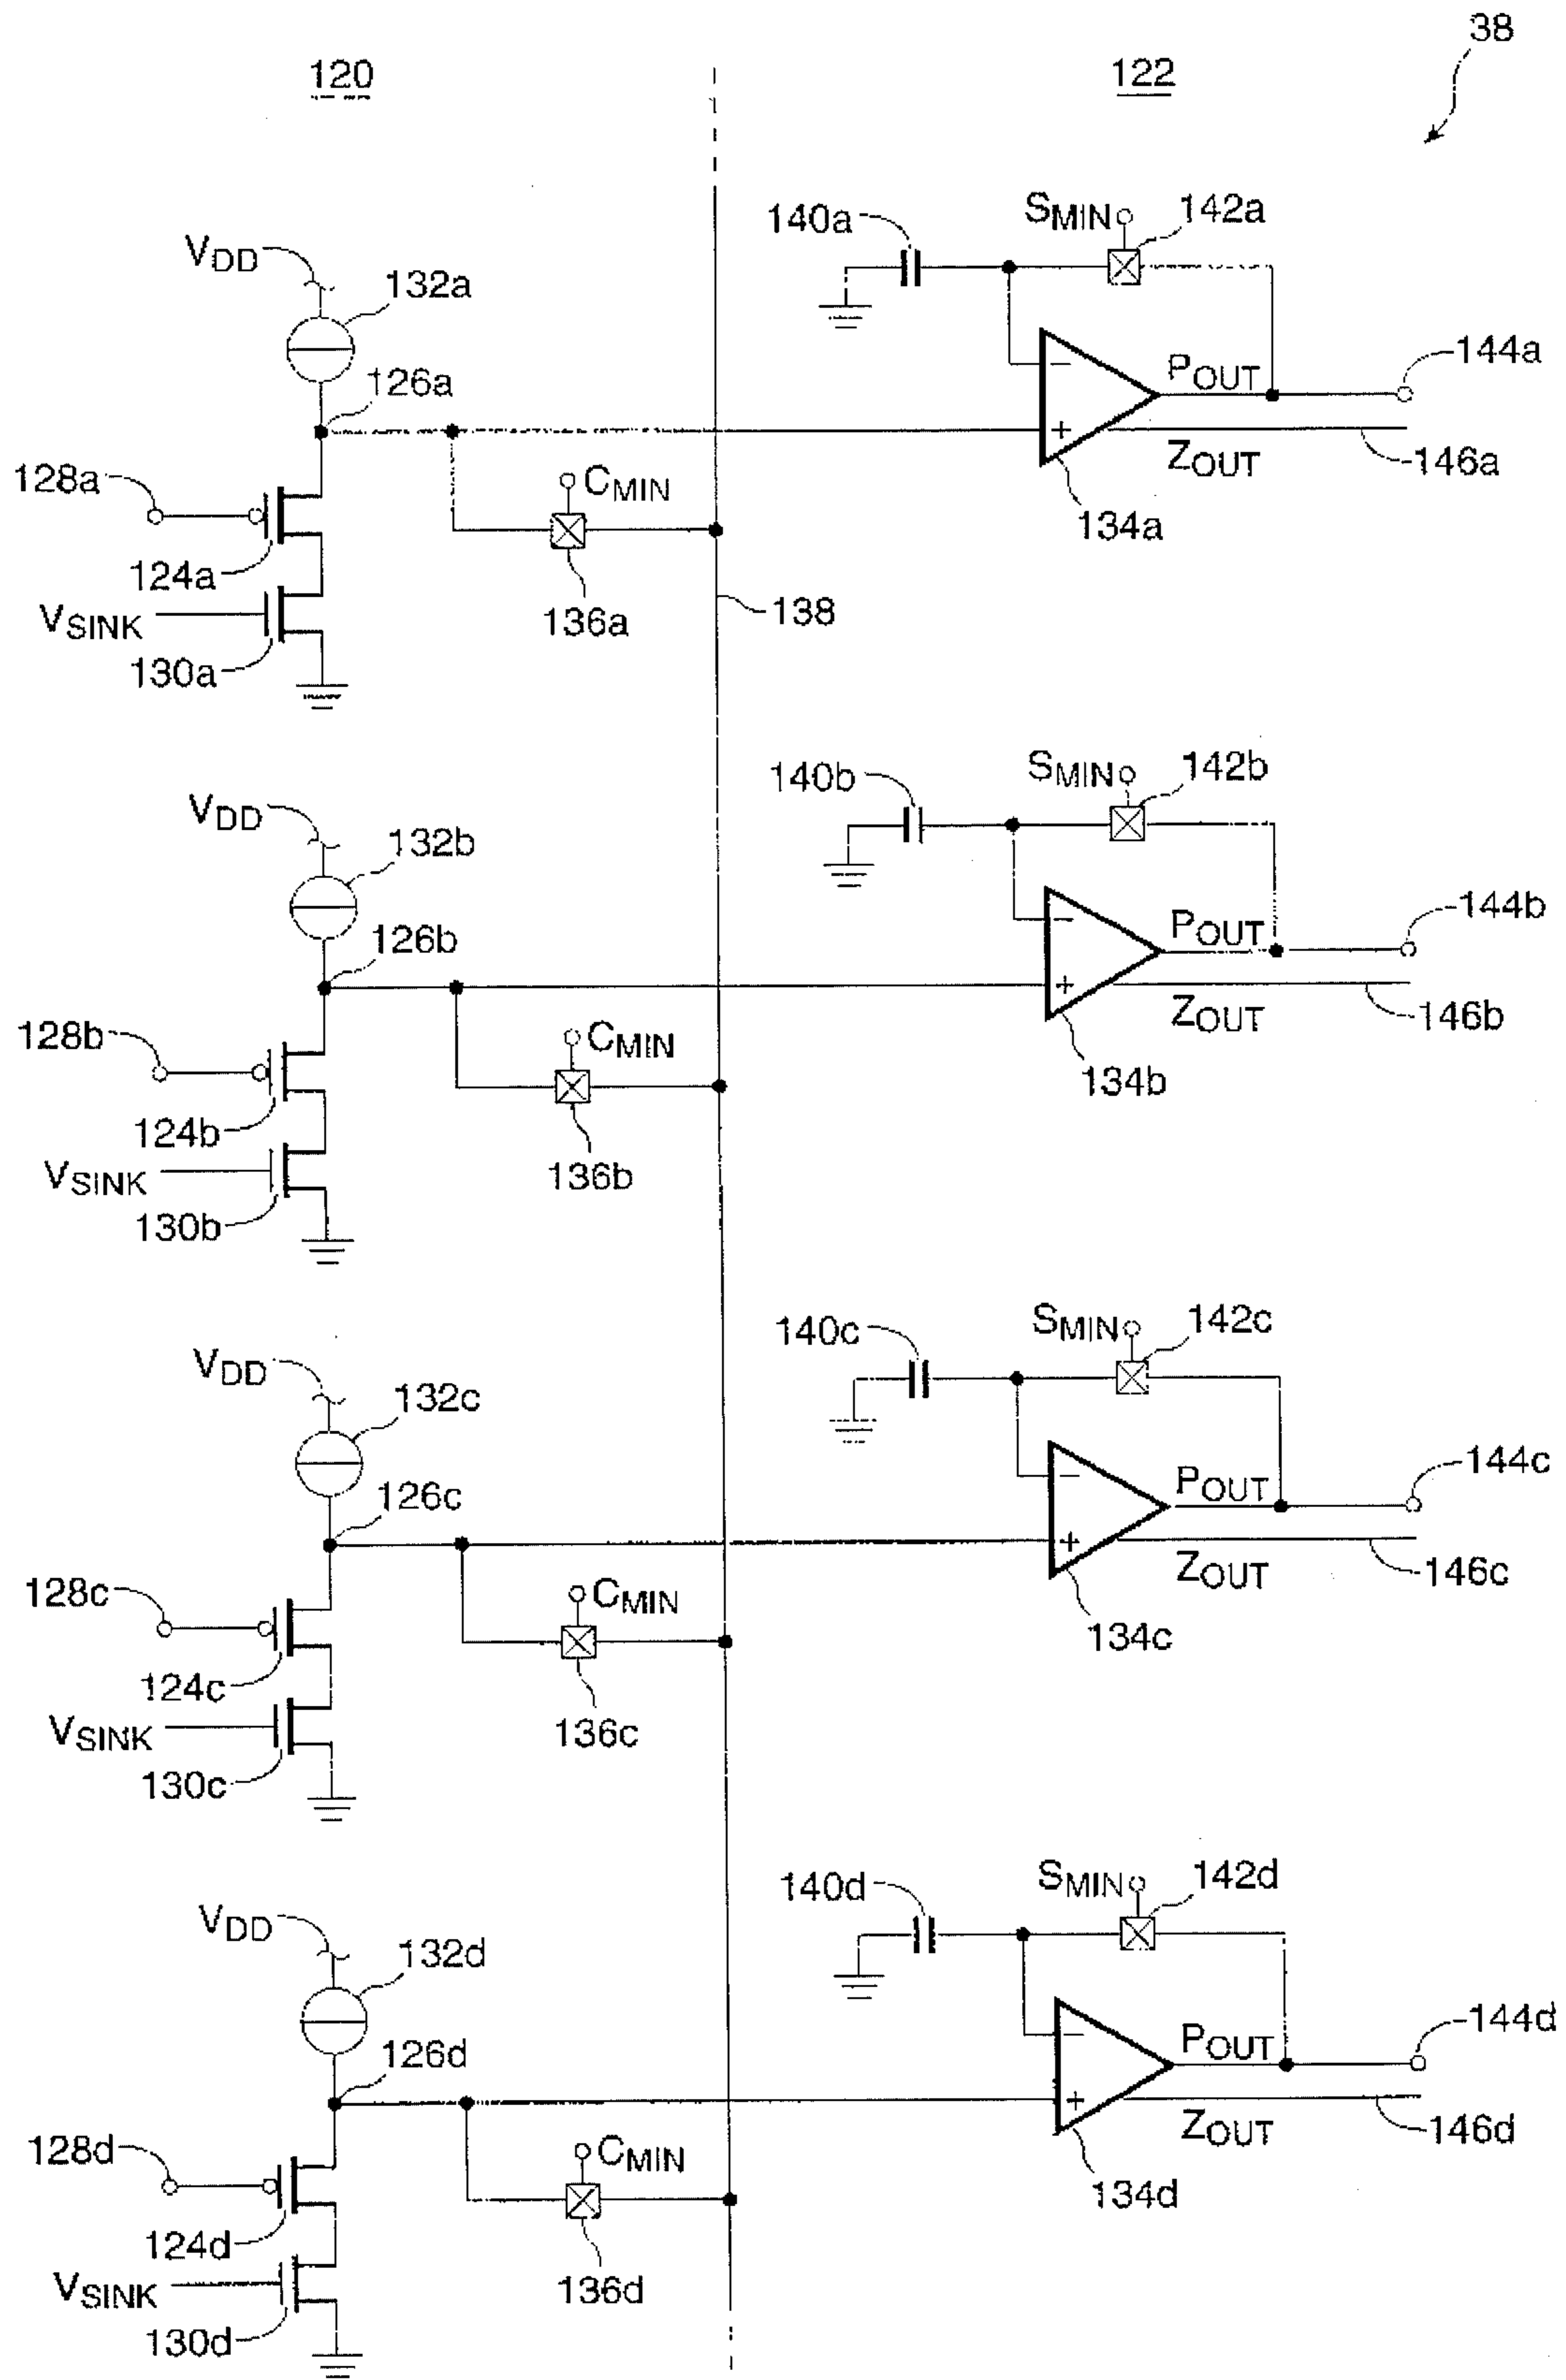 38
120 122
140a SMIN 142a
VDD
132a
126a
POUT 144a
ZOUT 146a
128a
CMIN
134a
124a
VSINK
136a 138
130a
140b SMIN 142b
VDD
132b
126b
POUT 144b
ZOUT 146b
128b
CMIN
134b
124b
VSINK
136b
130b
140c SMIN 142c
VDD
132c
126c
POUT 144c
ZOUT 146c
128c
CMIN
134c
124c
VSINK
136c
130c
140d SMIN 142d
VDD
132d
126d
POUT 144d
ZOUT 146d
128d
CMIN
134d
124d
VSINK
136d
130d